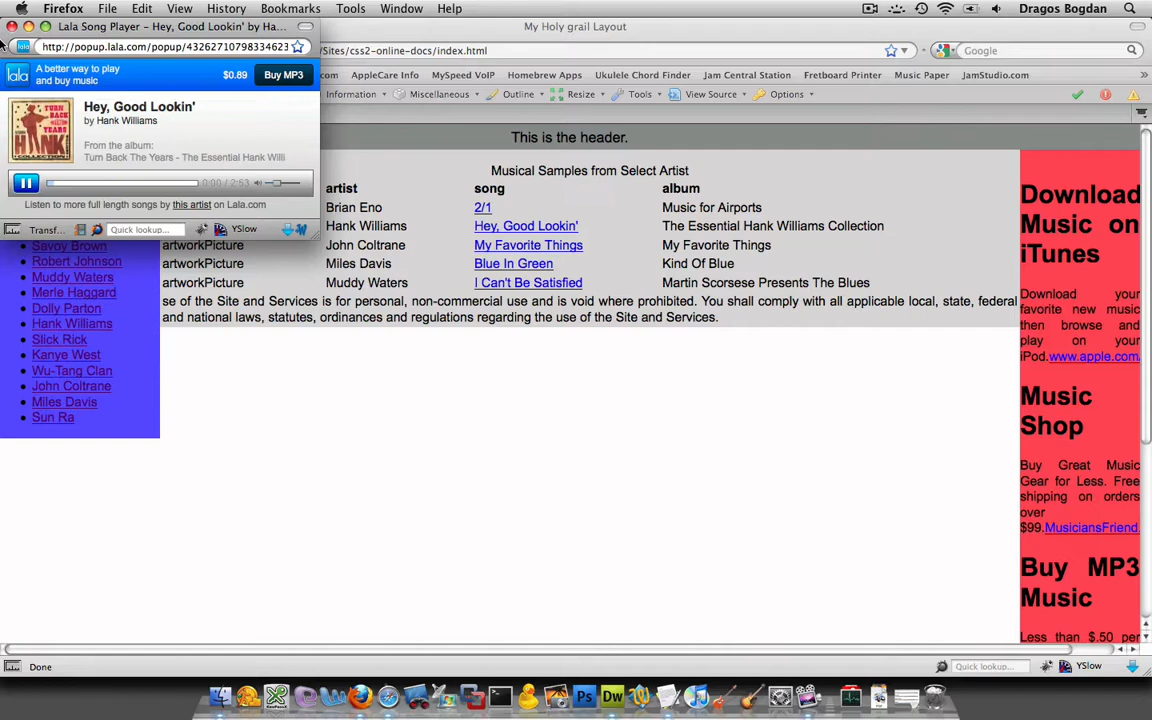 Firefox File Edit View History Bookmarks Tools Window Help Dragos Bogdan
Lala Song Player – Hey, Good Lookin' by Ha...
My Holy grail Layout
http://popup.lala.com/popup/43262710798334623
/Sites/css2-online-docs/index.html
Google
lala
A better way to play
and buy music
$0.89
Buy MP3
AppleCare Info MySpeed VoIP Ukulele Chord Finder Jam Central Station Fretboard Printer Music Paper JamStudio.com
Information Miscellaneous Outline Resize Tools View Source Options
TURN BACK THE YEARS
HANK
Hey, Good Lookin'
by Hank Williams
From the album:
Turn Back The Years - The Essential Hank Willi
0:00 / 2:53
Listen to more full length songs by this artist on Lala.com
Transf... Quick lookup... YSlow
This is the header.
Musical Samples from Select Artist
artist song album
Brian Eno 2/1 Music for Airports
Hank Williams Hey, Good Lookin' The Essential Hank Williams Collection
artworkPicture John Coltrane My Favorite Things My Favorite Things
artworkPicture Miles Davis Blue In Green Kind Of Blue
artworkPicture Muddy Waters I Can't Be Satisfied Martin Scorsese Presents The Blues
se of the Site and Services is for personal, non-commercial use and is void where prohibited. You shall comply with all applicable local, state, federal
and national laws, statutes, ordinances and regulations regarding the use of the Site and Services.
Savoy Brown
Robert Johnson
Muddy Waters
Merle Haggard
Dolly Parton
Hank Williams
Slick Rick
Kanye West
Wu-Tang Clan
John Coltrane
Miles Davis
Sun Ra
Download
Music on
iTunes
Download your
favorite new music
then browse and
play on your
iPod.www.apple.com/
Music
Shop
Buy Great Music
Gear for Less. Free
shipping on orders
over
$99.MusiciansFriend.
Buy MP3
Music
Less than $.50 per
Done
Quick lookup... YSlow
Ps
Dw